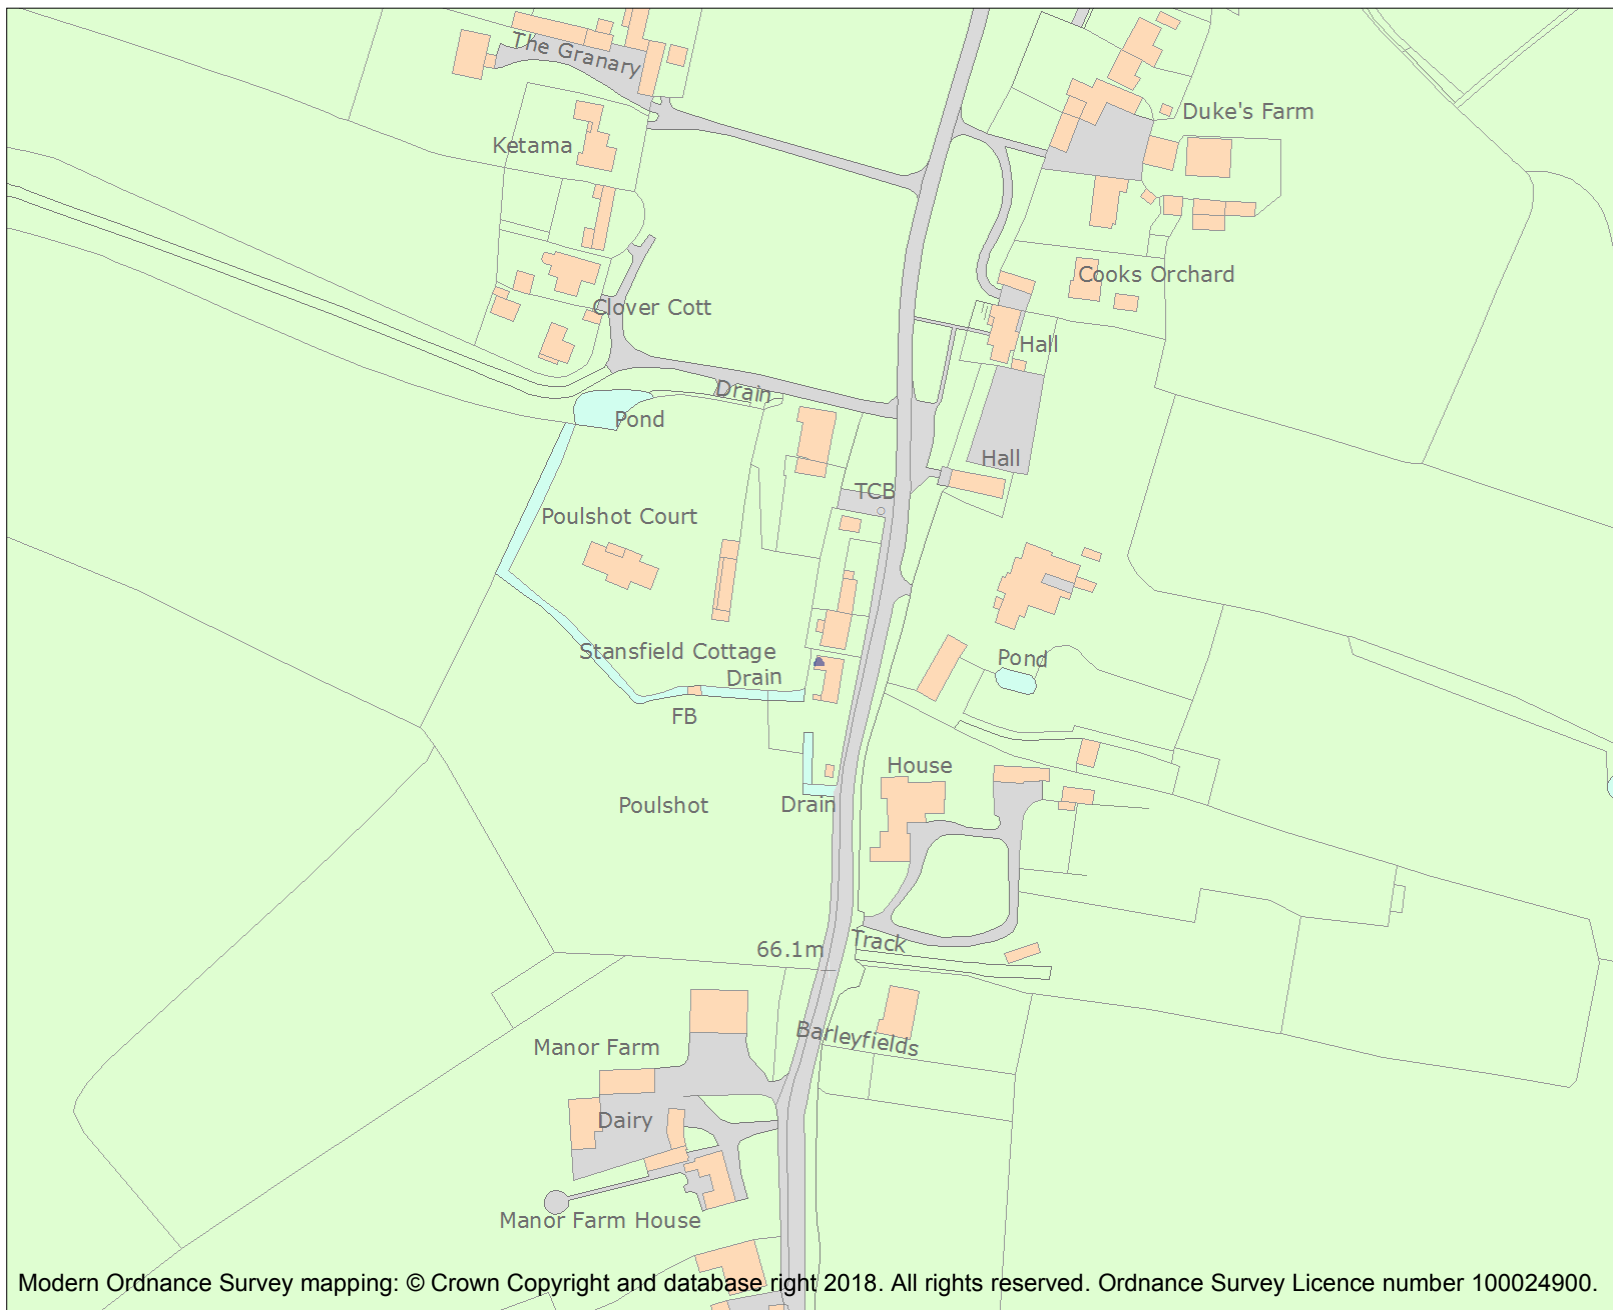 The Granary
Duke's Farm
Ketama
Cooks Orchard
Clover Cott
Hall
Drain
Pond
Hall
TCB
Poulshot Court
Stansfield Cottage
Pond
Drain
FB
House
Poulshot
Drain
Track
66.1m
Barleyfields
Manor Farm
Dairy
Manor Farm House
Modern Ordnance Survey mapping: © Crown Copyright and database right 2018. All rights reserved. Ordnance Survey Licence number 100024900.